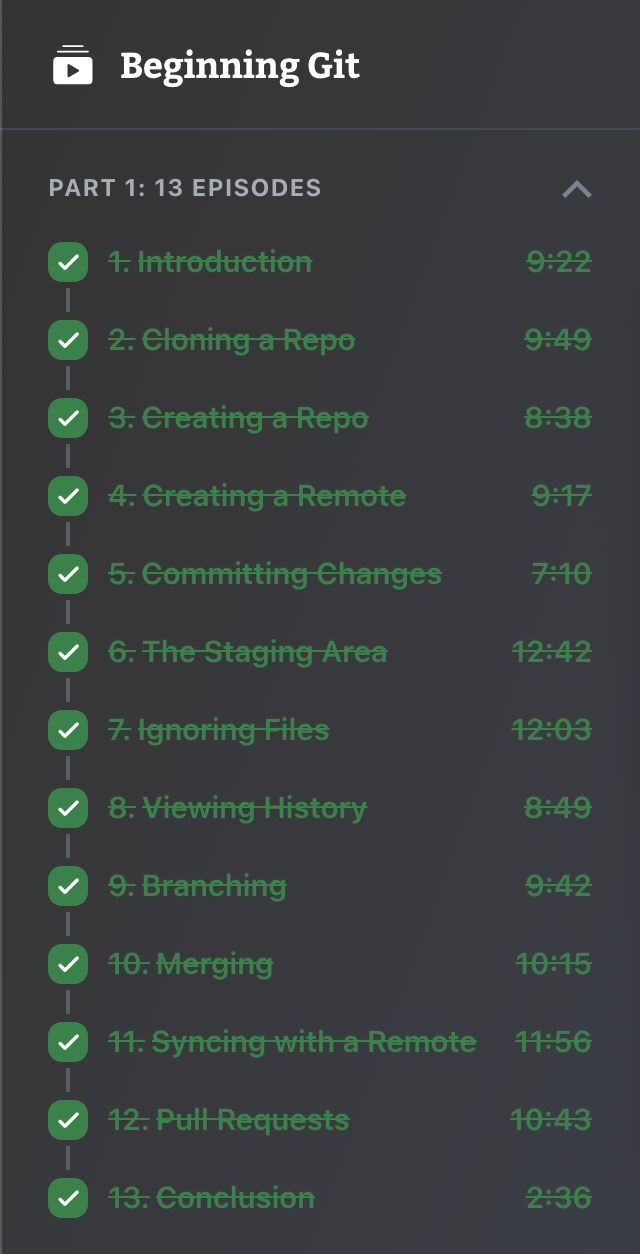 Beginning Git
PART 1: 13 EPISODES
1. Introduction 9:22
2. Cloning a Repo 9:49
3. Creating a Repo 8:38
4. Creating a Remote 9:17
5. Committing Changes 7:10
6. The Staging Area 12:42
7. Ignoring Files 12:03
8. Viewing History 8:49
9. Branching 9:42
10. Merging 10:15
11. Syncing with a Remote 11:56
12. Pull Requests 10:43
13. Conclusion 2:36